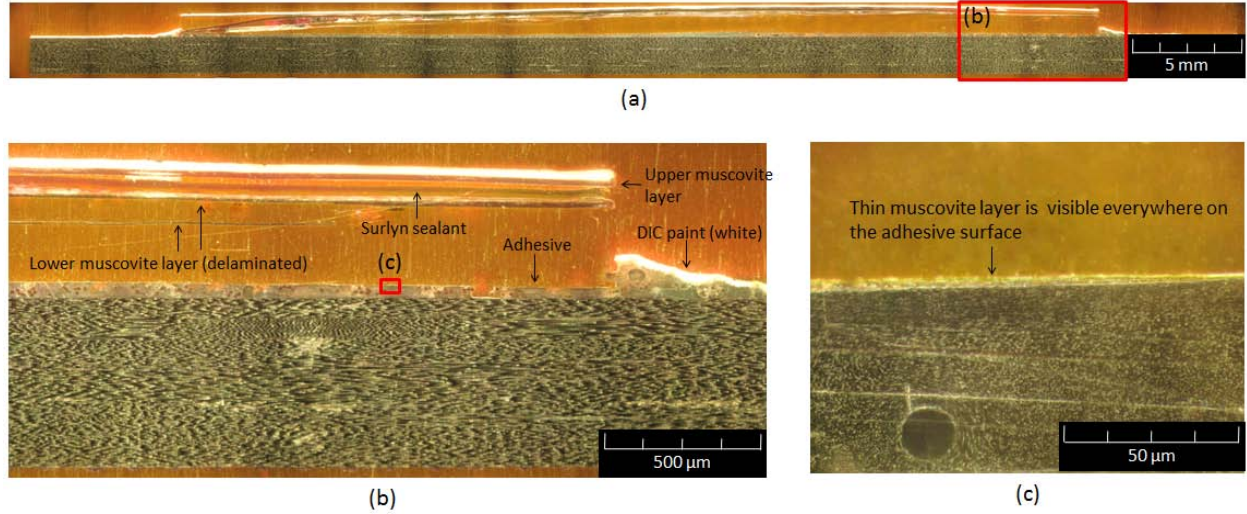 (b)
5 mm
(a)
Upper muscovite
layer
Surlyn sealant
DIC paint (white)
Adhesive
Lower muscovite layer (delaminated)
(c)
500 µm
(b)
Thin muscovite layer is visible everywhere on
the adhesive surface
50 µm
(c)